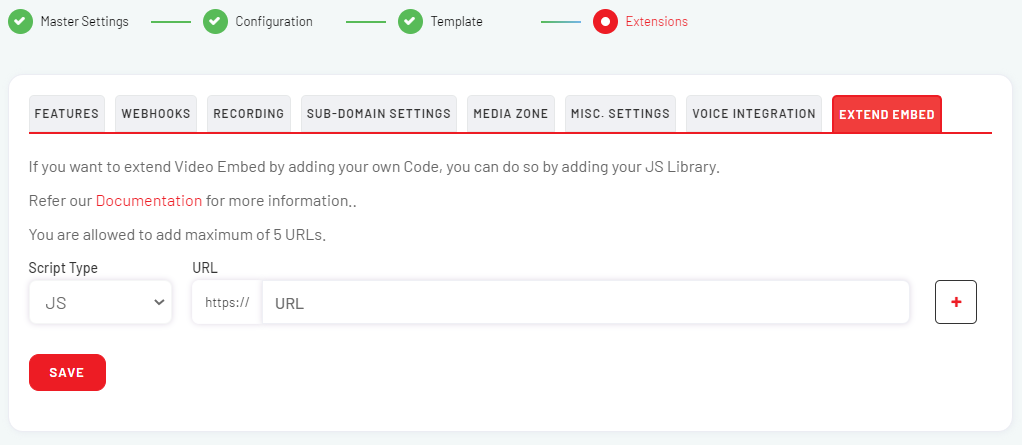 Master Settings Configuration Template Extensions
FEATURES WEBHOOKS RECORDING SUB-DOMAIN SETTINGS MEDIA ZONE MISC. SETTINGS VOICE INTEGRATION EXTEND EMBED
If you want to extend Video Embed by adding your own Code, you can do so by adding your JS Library.
Refer our Documentation for more information..
You are allowed to add maximum of 5 URLs.
Script Type URL
JS https:// URL +
SAVE